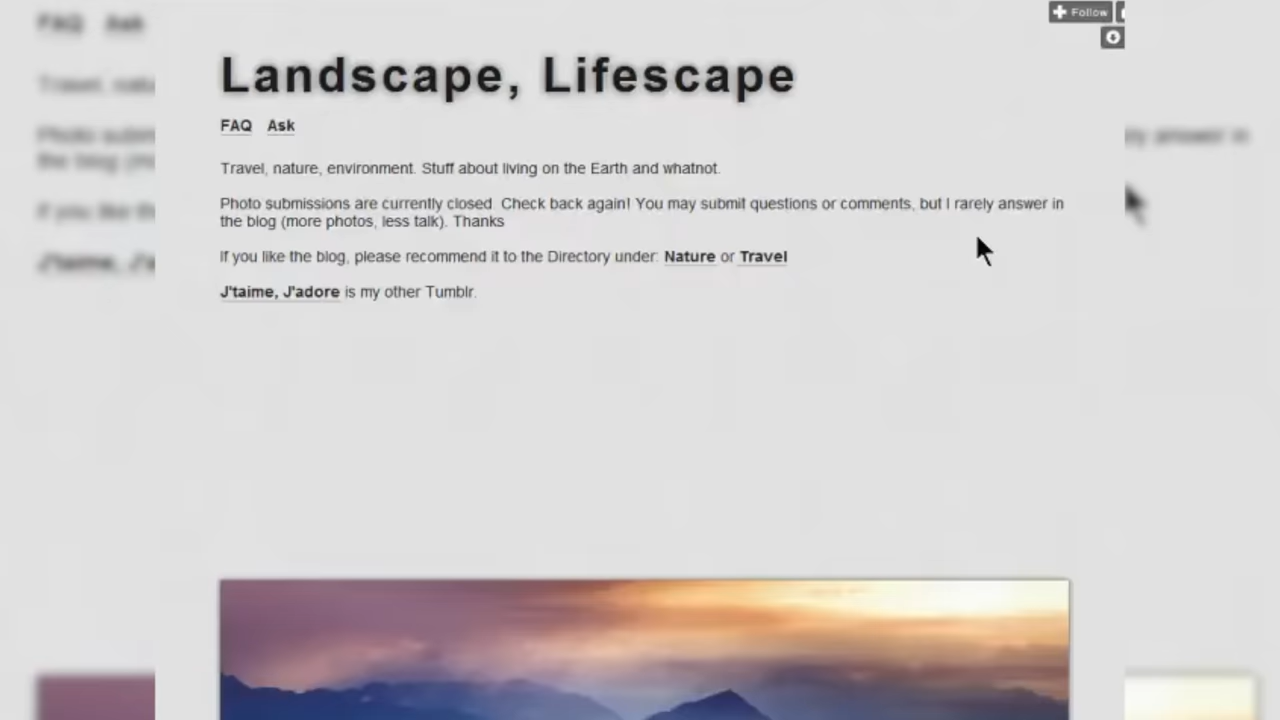 Follow
Landscape, Lifescape
FAQ Ask
Travel, nature, environment. Stuff about living on the Earth and whatnot.
Photo submissions are currently closed. Check back again! You may submit questions or comments, but I rarely answer in
the blog (more photos, less talk). Thanks
If you like the blog, please recommend it to the Directory under: Nature or Travel
J'taime, J'adore is my other Tumblr.